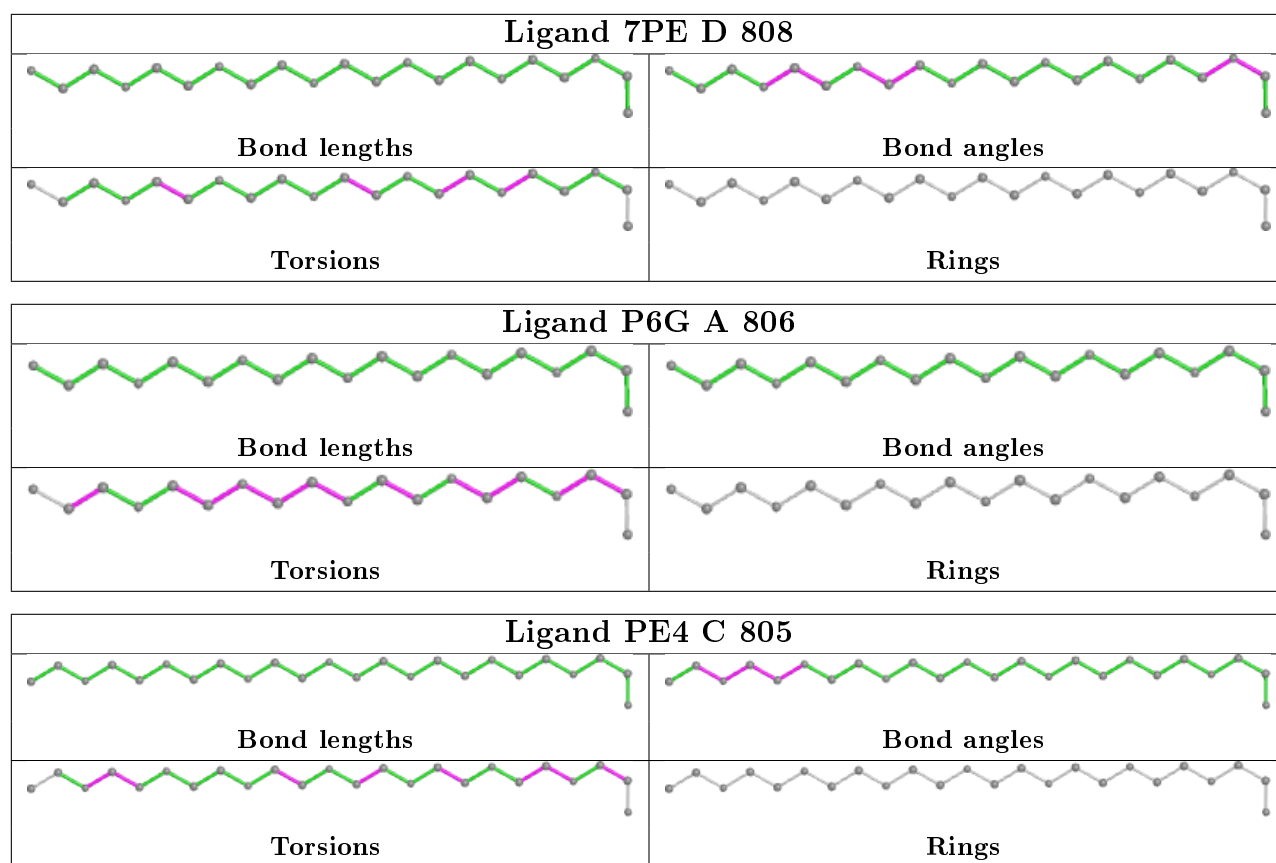 Ligand 7PE D 808
Bond lengths Bond angles
Torsions Rings
Ligand P6G A 806
Bond lengths Bond angles
Torsions Rings
Ligand PE4 C 805
Bond lengths Bond angles
Torsions Rings